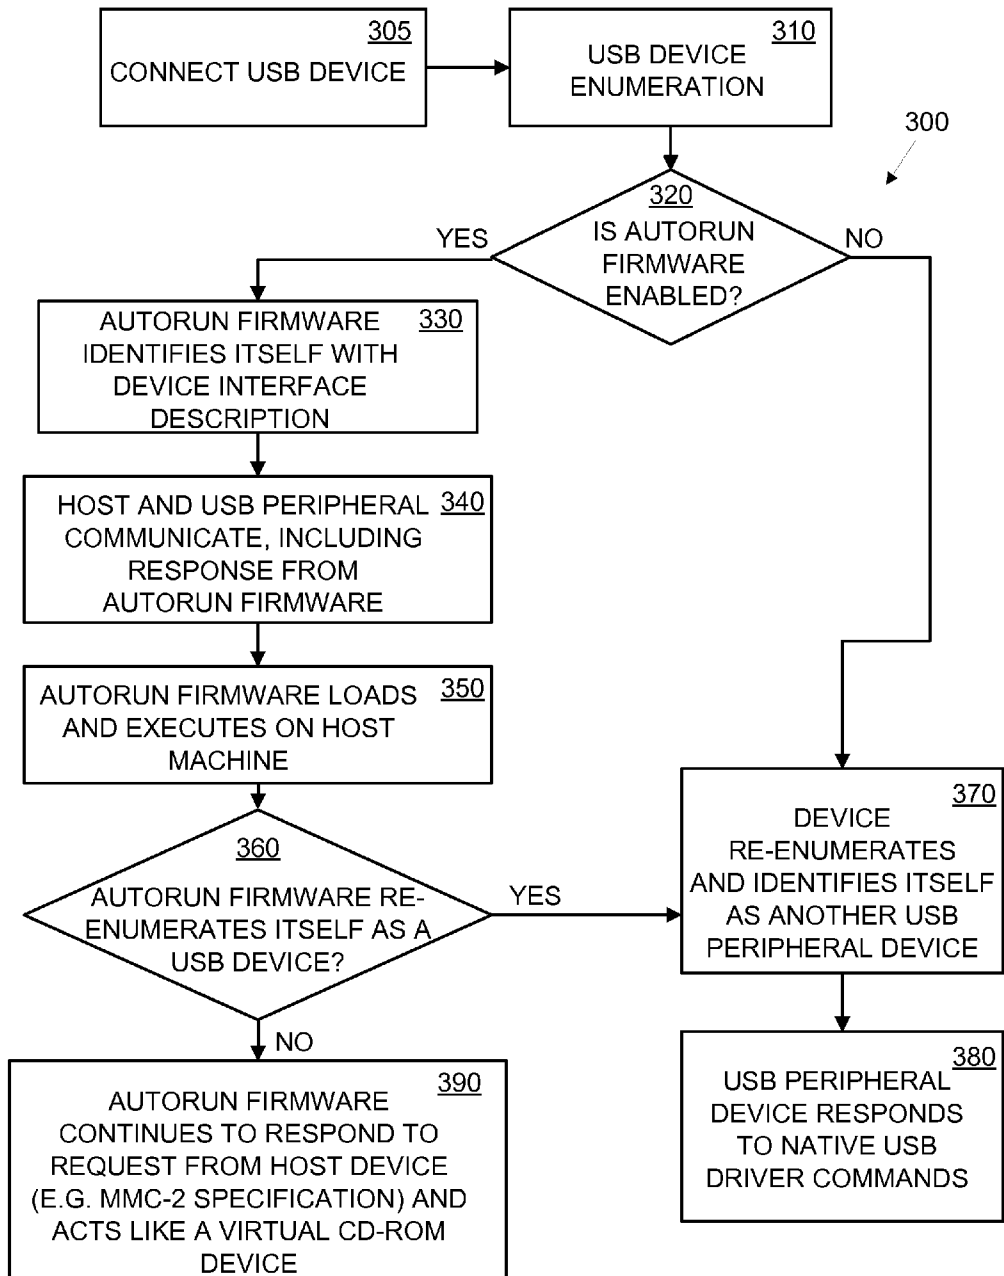 305
CONNECT USB DEVICE
310
USB DEVICE
ENUMERATION
300
320
IS AUTORUN
FIRMWARE
ENABLED?
YES
NO
330
AUTORUN FIRMWARE
IDENTIFIES ITSELF WITH
DEVICE INTERFACE
DESCRIPTION
340
HOST AND USB PERIPHERAL
COMMUNICATE, INCLUDING
RESPONSE FROM
AUTORUN FIRMWARE
350
AUTORUN FIRMWARE LOADS
AND EXECUTES ON HOST
MACHINE
360
AUTORUN FIRMWARE RE-
ENUMERATES ITSELF AS A
USB DEVICE?
YES
NO
370
DEVICE
RE-ENUMERATES
AND IDENTIFIES ITSELF
AS ANOTHER USB
PERIPHERAL DEVICE
380
USB PERIPHERAL
DEVICE RESPONDS
TO NATIVE USB
DRIVER COMMANDS
390
AUTORUN FIRMWARE
CONTINUES TO RESPOND TO
REQUEST FROM HOST DEVICE
(E.G. MMC-2 SPECIFICATION) AND
ACTS LIKE A VIRTUAL CD-ROM
DEVICE